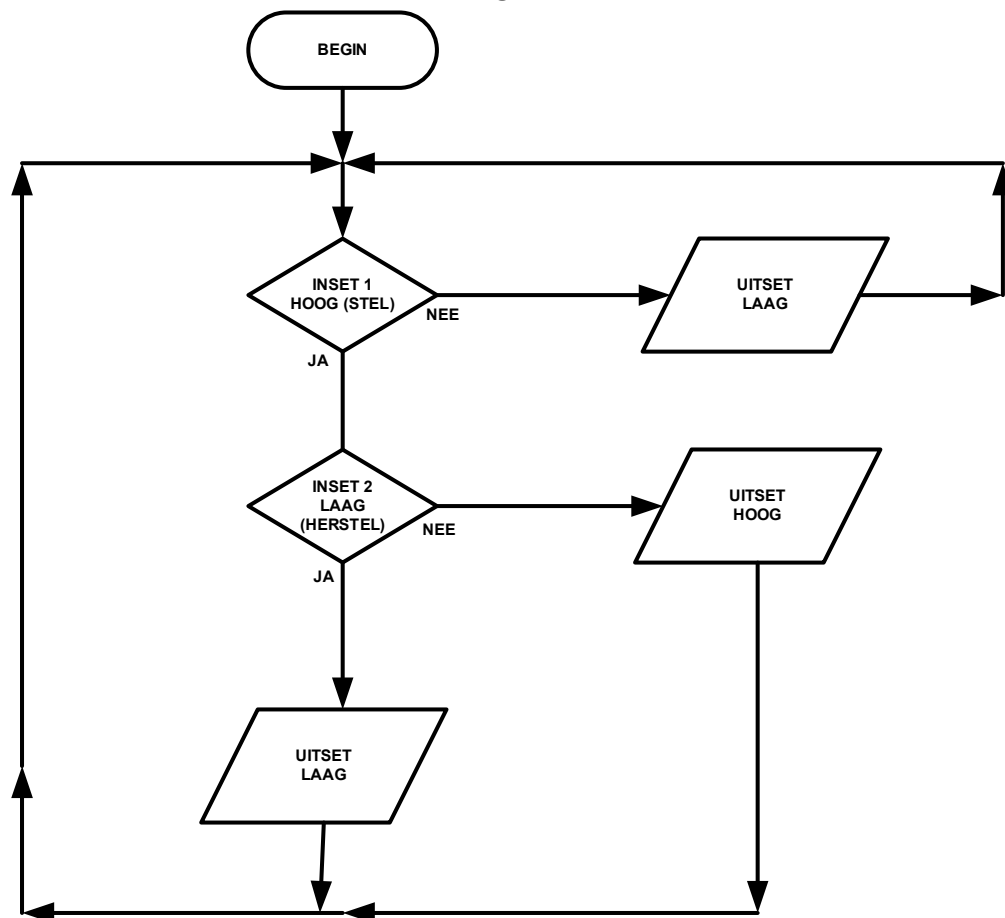 BEGIN
INSET 1
HOOG (STEL)
NEE
UITSET
LAAG
JA
INSET 2
LAAG
(HERSTEL)
NEE
UITSET
HOOG
JA
UITSET
LAAG